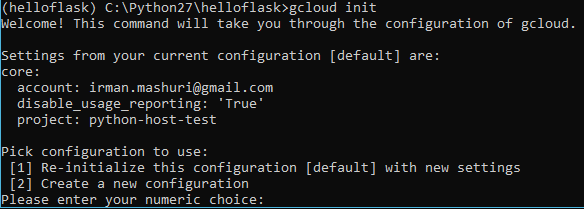 (helloflask) C:\Python27\helloflask>gcloud init
Welcome! This command will take you through the configuration of gcloud.
Settings from your current configuration [default] are:
core:
account: irman.mashuri@gmail.com
disable_usage_reporting: 'True'
project: python-host-test
Pick configuration to use:
[1] Re-initialize this configuration [default] with new settings
[2] Create a new configuration
Please enter your numeric choice: